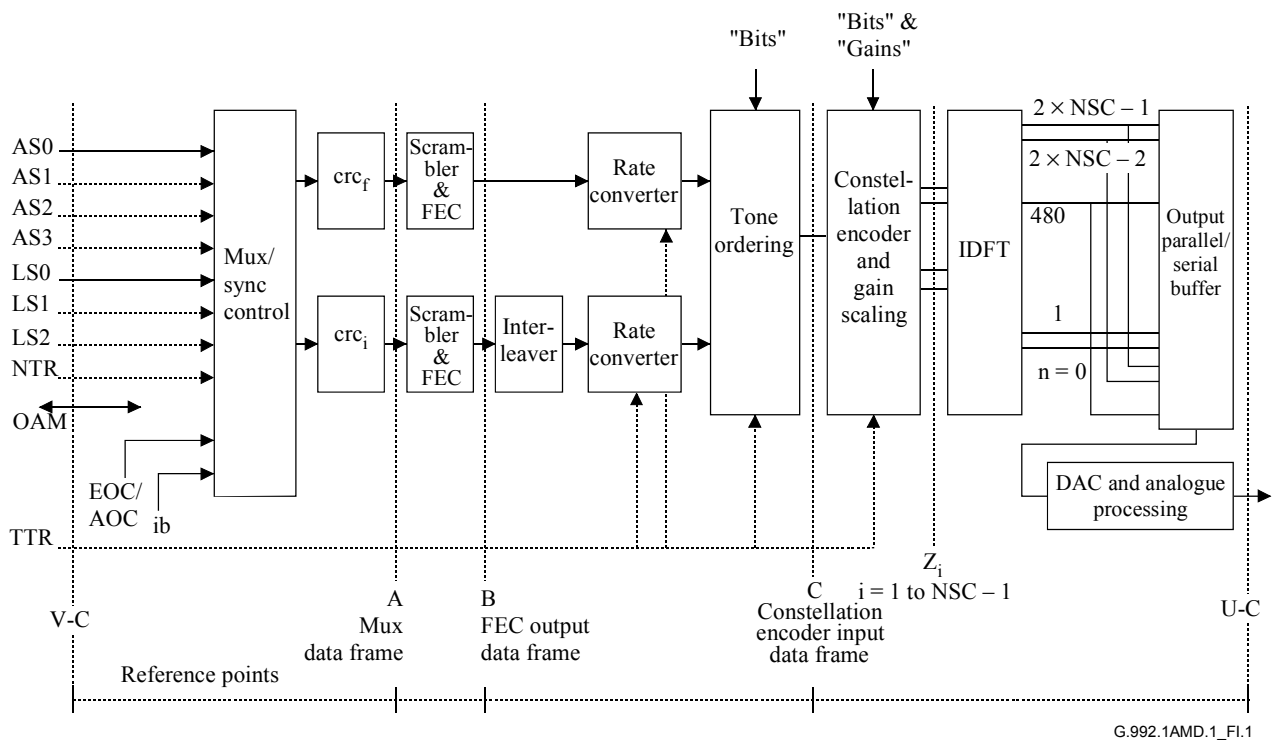 "Bits"
"Bits" &
"Gains"
AS0
AS1
AS2
AS3
LS0
LS1
LS2
NTR
OAM
EOC/
AOC
ib
TTR
Mux/
sync
control
crcf
crci
Scram-
bler
&
FEC
Scram-
bler
&
FEC
Inter-
leaver
Rate
converter
Rate
converter
Tone
ordering
Constel-
lation
encoder
and
gain
scaling
IDFT
2 × NSC – 1
2 × NSC – 2
480
1
n = 0
Output
parallel/
serial
buffer
DAC and analogue
processing
V-C
A
Mux
data frame
B
FEC output
data frame
C
Constellation
encoder input
data frame
Zi
i = 1 to NSC – 1
U-C
Reference points
G.992.1AMD.1_FI.1